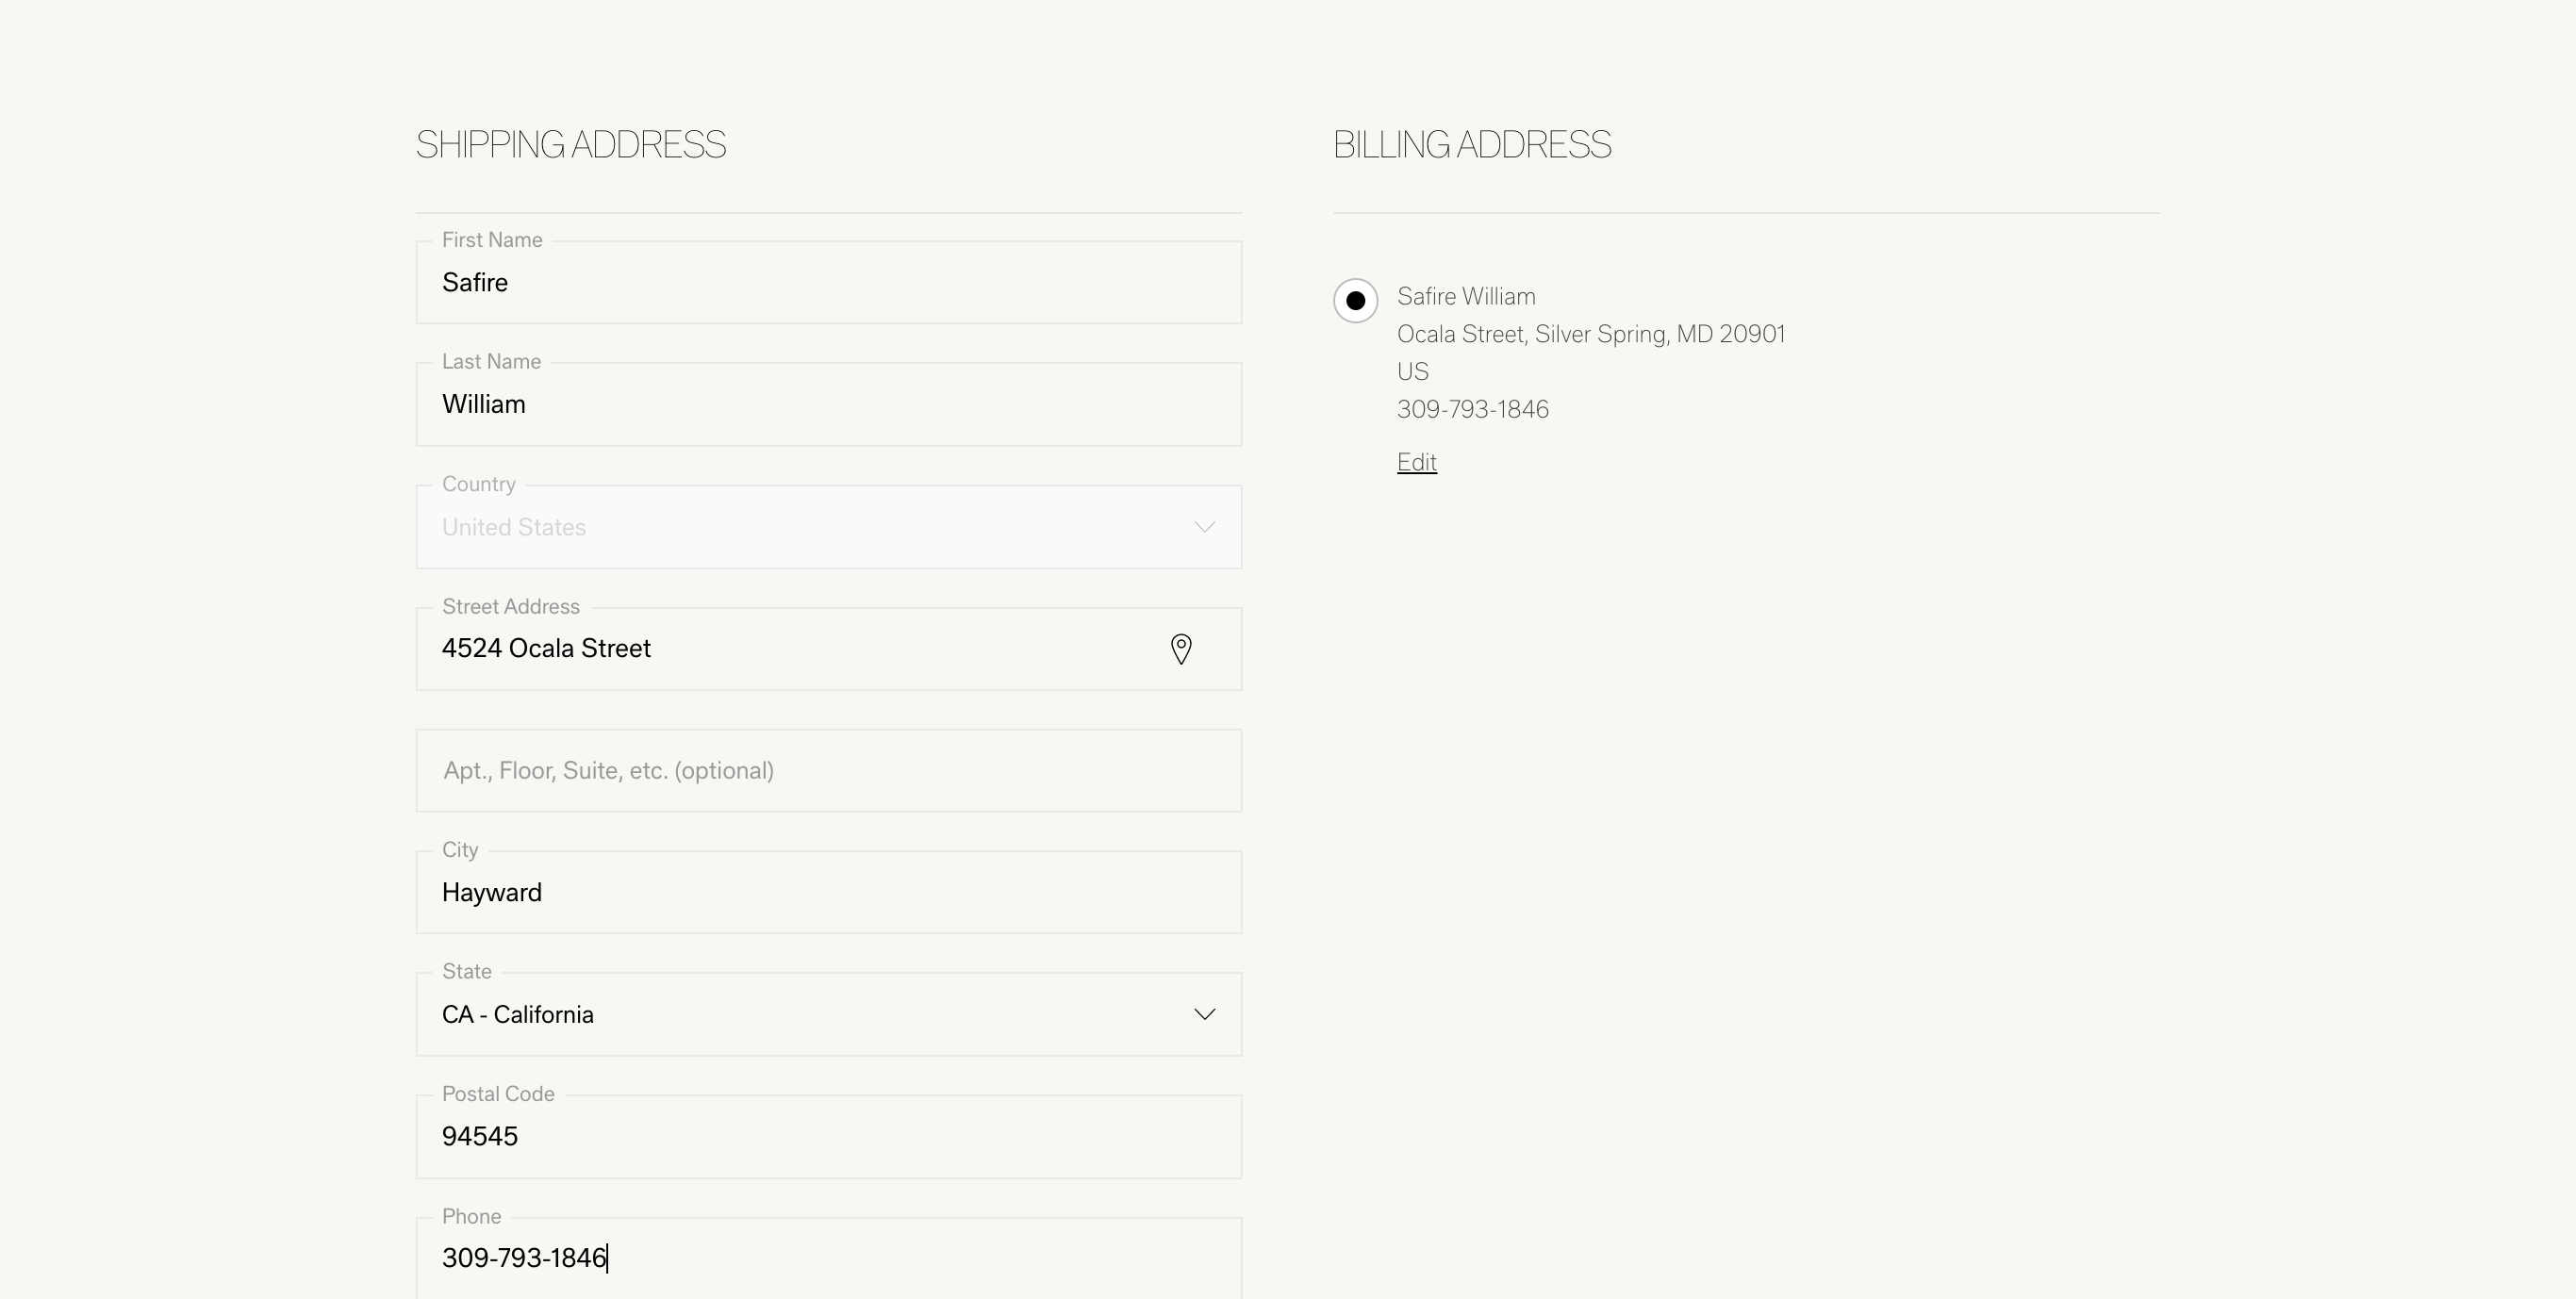 SHIPPING ADDRESS
First Name
Safire
Last Name
William
Country
United States
Street Address
4524 Ocala Street
Apt., Floor, Suite, etc. (optional)
City
Hayward
State
CA - California
Postal Code
94545
Phone
309-793-1846
BILLING ADDRESS
Safire William
Ocala Street, Silver Spring, MD 20901
US
309-793-1846
Edit